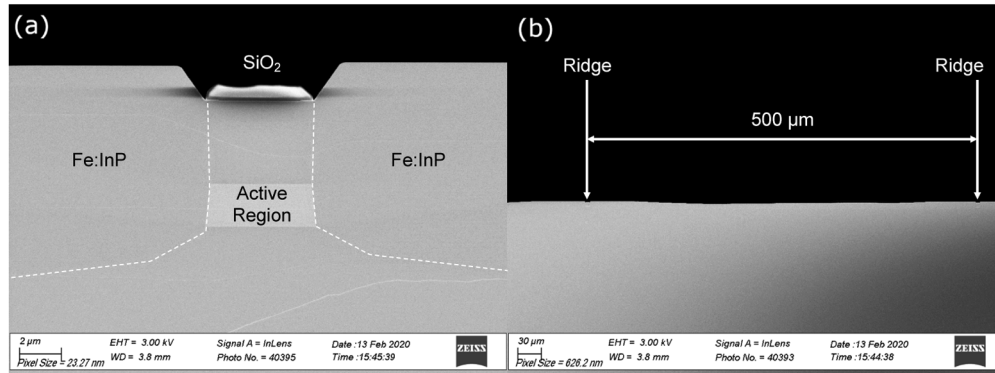 (a)
SiO₂
Fe:InP
Fe:InP
Active
Region
2 µm
Pixel Size = 23.27 nm
EHT = 3.00 kV
WD = 3.8 mm
Signal A = InLens
Photo No. = 40395
Date :13 Feb 2020
Time :15:45:39
ZEISS
(b)
Ridge
Ridge
500 µm
30 µm
Pixel Size = 626.2 nm
EHT = 3.00 kV
WD = 3.8 mm
Signal A = InLens
Photo No. = 40393
Date :13 Feb 2020
Time :15:44:38
ZEISS